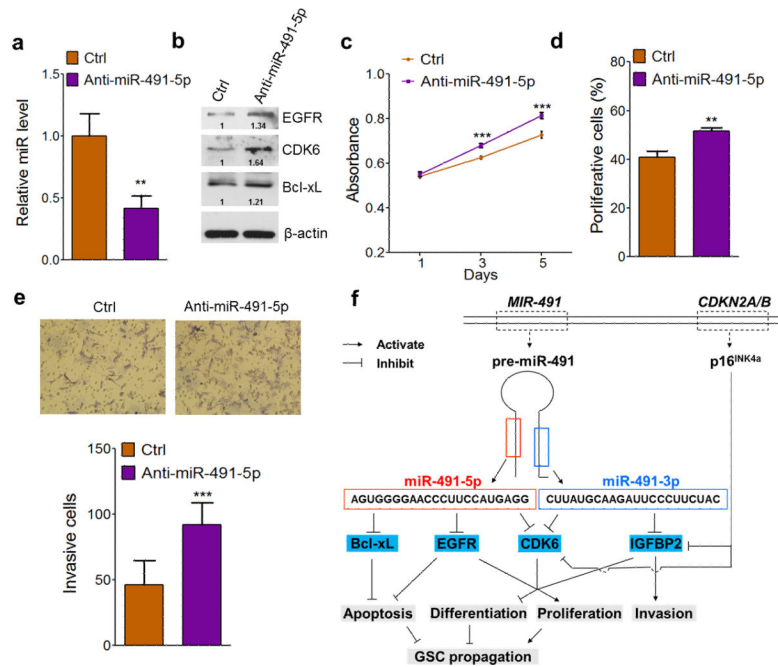 a
Ctrl
Anti-miR-491-5p
Relative miR level
1.5
1.0
0.5
0.0
**
b
Ctrl
Anti-miR-491-5p
EGFR
1 1.34
CDK6
1 1.64
Bcl-xL
1 1.21
β-actin
c
Ctrl
Anti-miR-491-5p
Absorbance
1.0
0.8
0.6
0.4
0.2
***
***
1 3 5
Days
d
Ctrl
Anti-miR-491-5p
Porliferative cells (%)
80
60
40
20
0
**
e
Ctrl Anti-miR-491-5p
Ctrl
Anti-miR-491-5p
Invasive cells
150
100
50
0
***
f
MIR-491 CDKN2A/B
Activate
Inhibit
pre-miR-491 p16INK4a
miR-491-5p miR-491-3p
AGUGGGGAACCCUUCCAUGAGG CUUAUGCAAGAUUCCCUUCUAC
Bcl-xL EGFR CDK6 IGFBP2
Apoptosis Differentiation Proliferation Invasion
GSC propagation